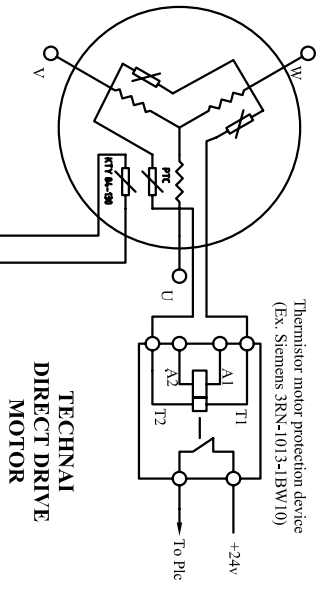 V
W
U
PTC
KTY 84-130
Thermistor motor protection device
(Ex. Siemens 3RN-1013-1BW10)
A1
A2
T1
T2
+24v
To Plc
TECHNAI
DIRECT DRIVE
MOTOR